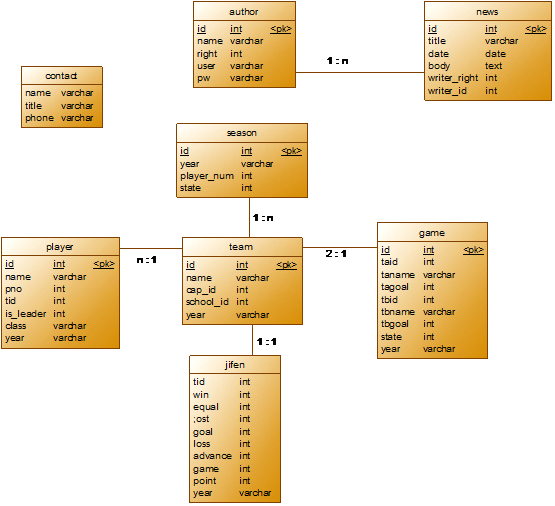 author
id int <pk>
name varchar
right int
user varchar
pw varchar
news
id int <pk>
title varchar
date date
body text
writer_right int
writer_id int
1:n
contact
name varchar
title varchar
phone varchar
season
id int <pk>
year varchar
player_num int
state int
1:n
player
id int <pk>
name varchar
pno int
tid int
is_leader int
class varchar
year varchar
n:1
team
id int <pk>
name varchar
cap_id int
school_id int
year varchar
2:1
game
id int <pk>
taid int
taname varchar
tagoal int
tbid int
tbname varchar
tbgoal int
state int
year varchar
1:1
jifen
tid int
win int
equal int
;ost int
goal int
loss int
advance int
game int
point int
year varchar